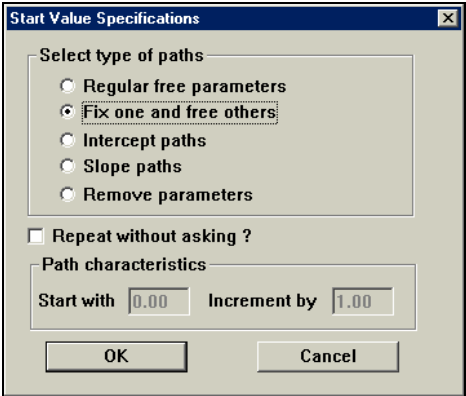 Start Value Specifications
Select type of paths
Regular free parameters
Fix one and free others
Intercept paths
Slope paths
Remove parameters
Repeat without asking ?
Path characteristics
Start with 0.00 Increment by 1.00
OK Cancel